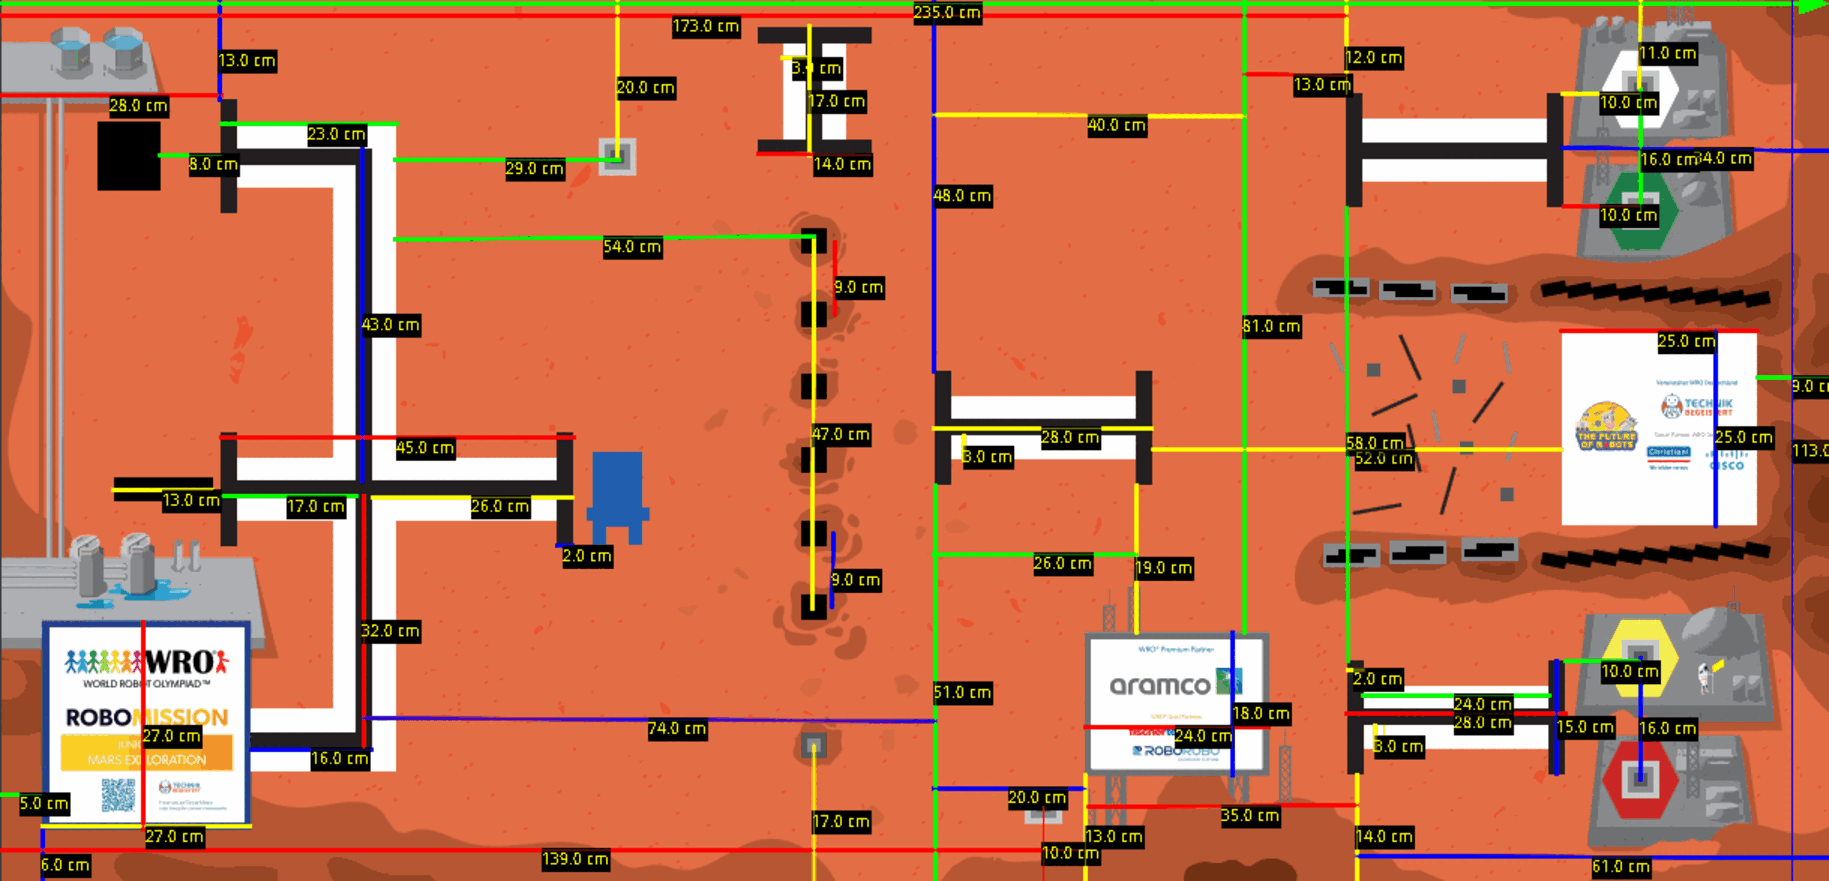 235.0 cm
173.0 cm
13.0 cm
20.0 cm
3. cm
17.0 cm
12.0 cm
11.0 cm
13.0 cm
28.0 cm
10.0 cm
23.0 cm
40.0 cm
8.0 cm
29.0 cm
14.0 cm
16.0 cm
34.0 cm
48.0 cm
10.0 cm
54.0 cm
9.0 cm
43.0 cm
81.0 cm
25.0 cm
9.0 c
TECHNIK
BEGEISTERT
THE FUTURE
OF ROBOTS
Christiani
CISCO
25.0 cm
113.0
47.0 cm
28.0 cm
58.0 cm
45.0 cm
3.0 cm
52.0 cm
13.0 cm
17.0 cm
26.0 cm
2.0 cm
26.0 cm
19.0 cm
9.0 cm
32.0 cm
WRO
WORLD ROBOT OLYMPIAD™
ROBOMISSION
MARS EXPLORATION
27.0 cm
TECHNIK
BEGEISTERT
WRO® Premium Partner
aramco
18.0 cm
24.0 cm
ROBOROBO
10.0 cm
2.0 cm
51.0 cm
24.0 cm
28.0 cm
15.0 cm
16.0 cm
74.0 cm
3.0 cm
16.0 cm
5.0 cm
20.0 cm
17.0 cm
35.0 cm
27.0 cm
13.0 cm
14.0 cm
139.0 cm
10.0 cm
6.0 cm
61.0 cm